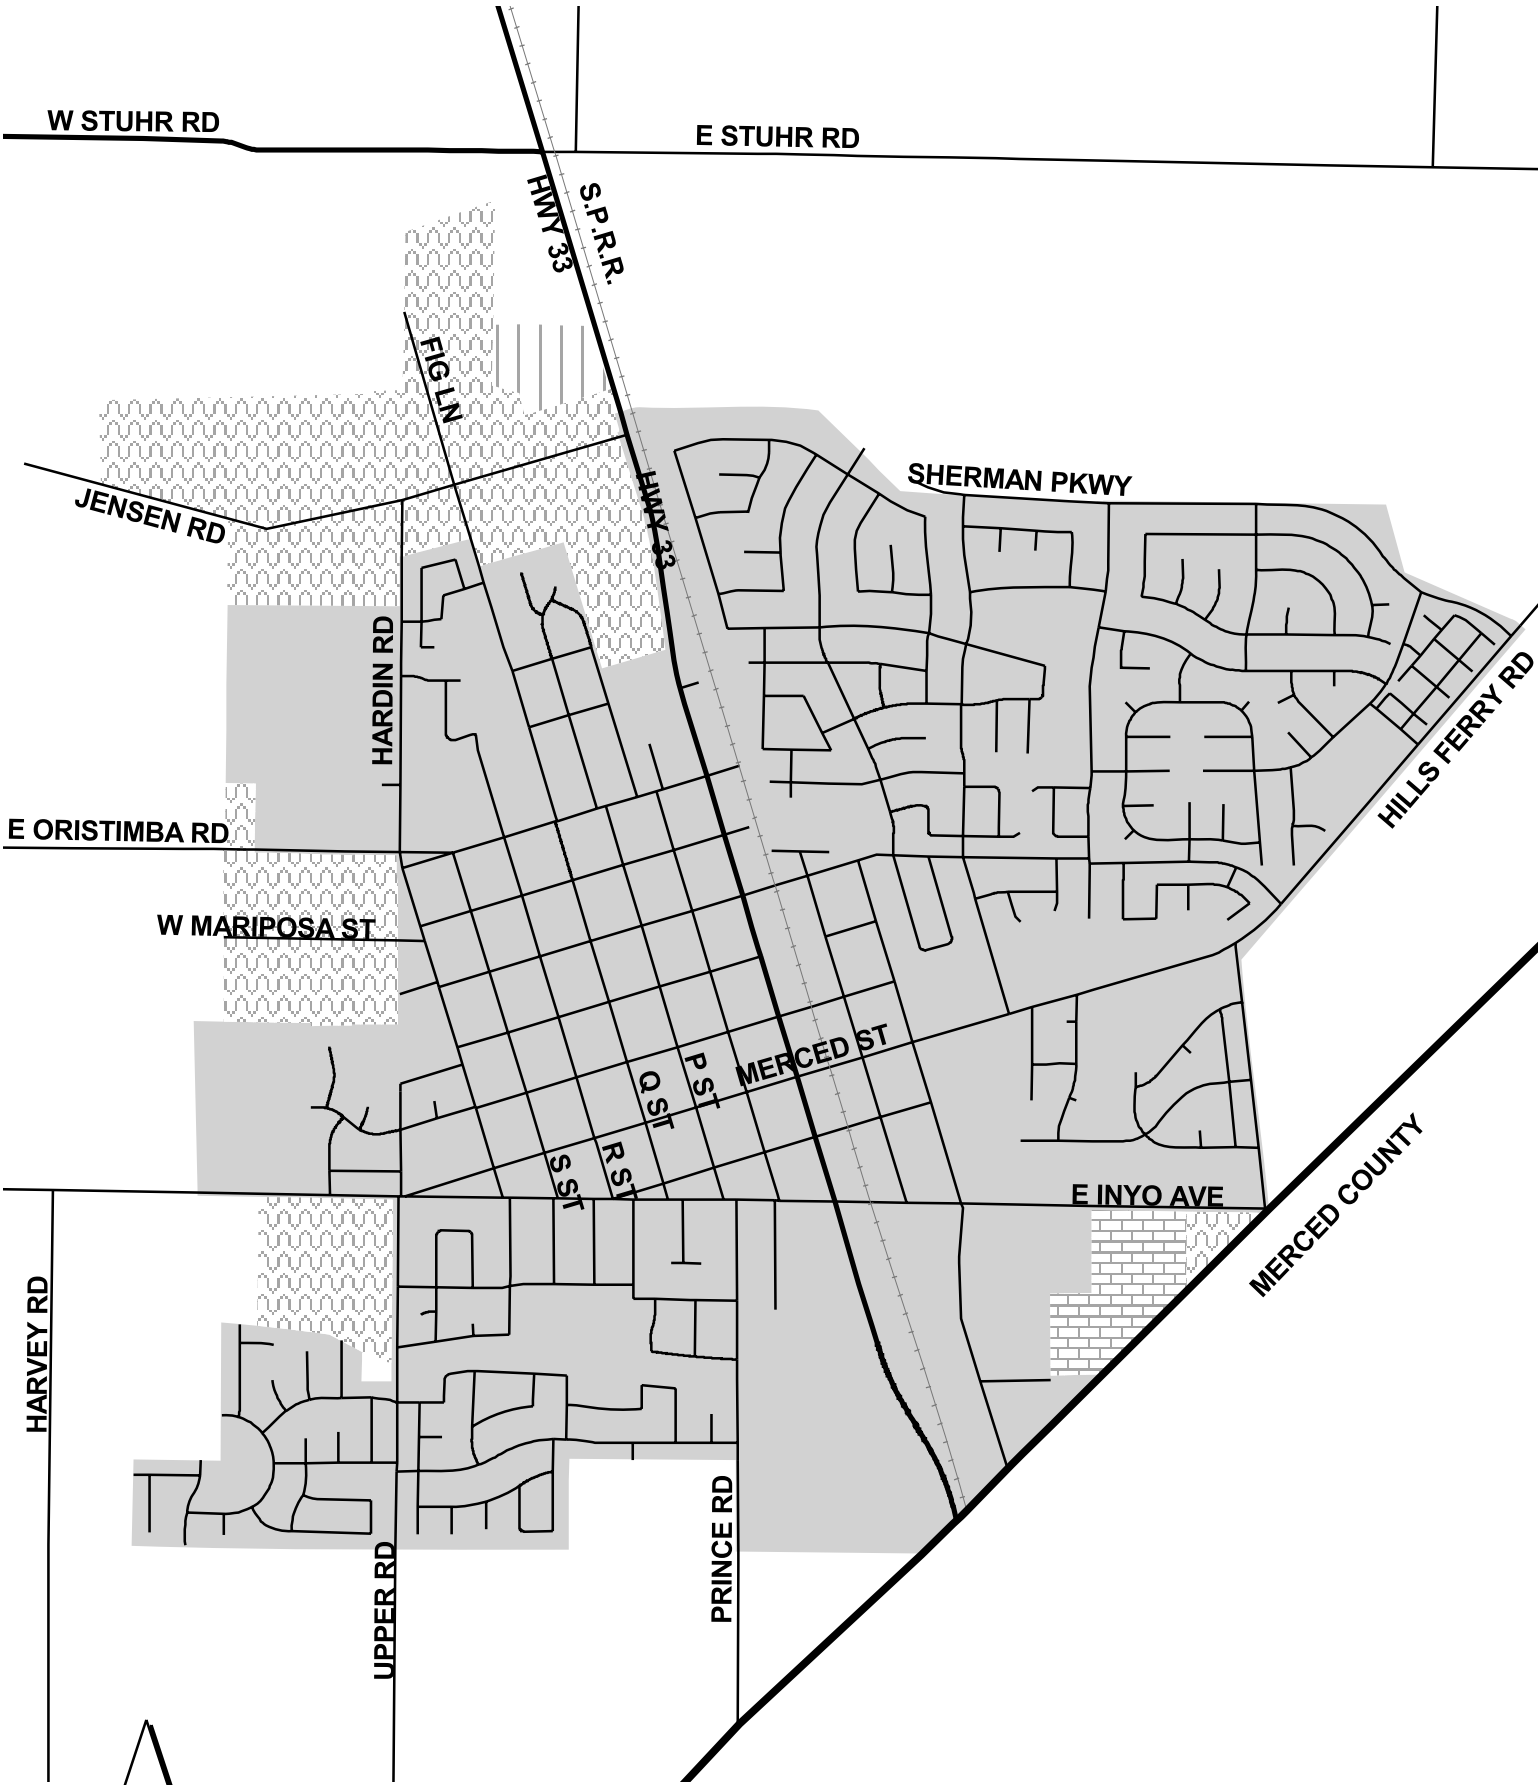 W STUHR RD
E STUHR RD
HWY 33
S.P.R.R.
FIG LN
SHERMAN PKWY
JENSEN RD
HWY 33
HARDIN RD
HILLS FERRY RD
E ORISTIMBA RD
W MARIPOSA ST
MERCED ST
P ST
Q ST
R ST
S ST
E INYO AVE
MERCED COUNTY
HARVEY RD
PRINCE RD
UPPER RD